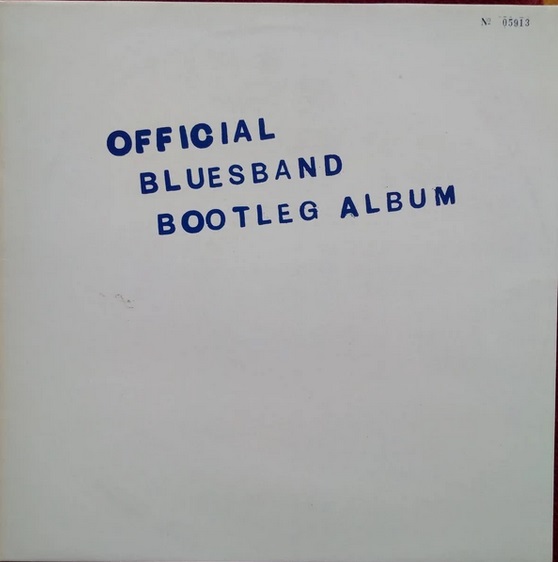 № 05913
OFFICIAL
BLUESBAND
BOOTLEG ALBUM